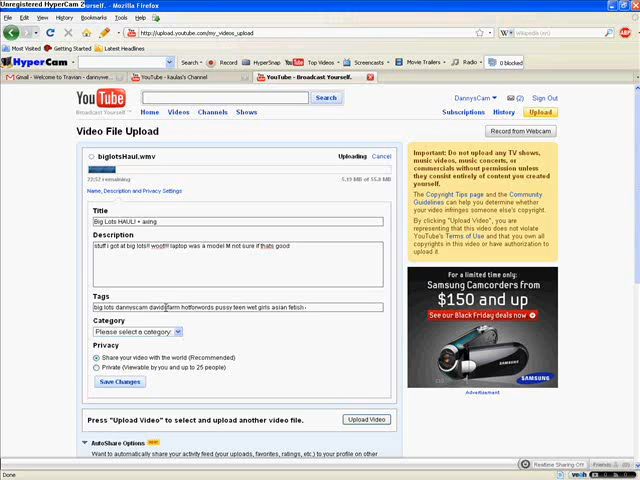 Unregistered HyperCam 2
urself. - Mozilla Firefox
Edit View History Bookmarks Tools Help
http://upload.youtube.com/my_videos_upload
Wikipedia (en)
Most Visited Getting Started Latest Headlines
HyperCam Search Record HyperSnap Top Videos Screencasts Movie Trailers Radio 0 blocked
Gmail - Welcome to Travian - dannywe...
YouTube - kaulas's Channel
YouTube - Broadcast Yourself.
YouTube
Broadcast Yourself
Search
DannysCam (2) Sign Out
Home Videos Channels Shows
Subscriptions History Upload
Video File Upload
Record from Webcam
biglotsHaul.wmv
Uploading Cancel
remaining
of 55.8 MB
Name, Description and Privacy Settings
Title
Big Lots HAUL! + axing
Description
stuff i got at big lots!! woot!!! laptop was a model M not sure if thats good
Tags
big lots dannyscam david farm hotforwords pussy teen wet girls asian fetish
Category
Please select a category:
Privacy
Share your video with the world (Recommended)
Private (Viewable by you and up to 25 people)
Save Changes
Press "Upload Video" to select and upload another video file.
Upload Video
AutoShare Options NEW
Want to automatically share your activity feed (your uploads, favorites, ratings, etc.) to your profile on other
Important: Do not upload any TV shows,
music videos, music concerts, or
commercials without permission unless
they consist entirely of content you created
yourself.
The Copyright Tips page and the Community
Guidelines can help you determine whether
your video infringes someone else's copyright.
By clicking "Upload Video", you are
representing that this video does not violate
YouTube's Terms of Use and that you own all
copyrights in this video or have authorization to
upload it.
For a limited time only:
Samsung Camcorders from
$150 and up
See our Black Friday deals now!
SAMSUNG
Advertisement
Done
Realtime Sharing Off
Friends